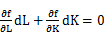 ∂f/∂L dL + ∂f/∂K dK = 0